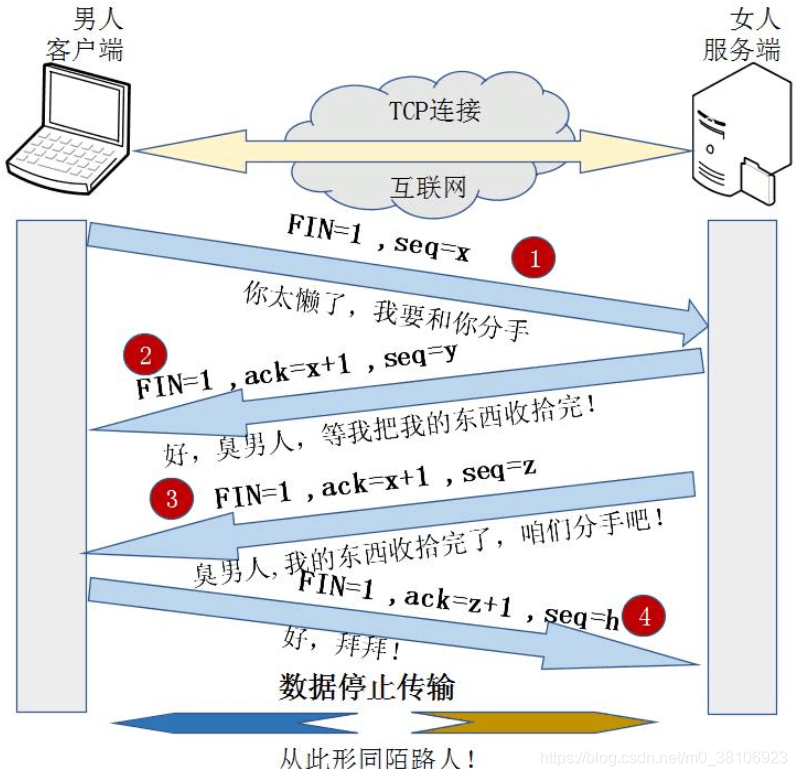 男人
客户端
女人
服务端
TCP连接
互联网
FIN=1 ,seq=x
1
你太懒了，我要和你分手
2
FIN=1 ,ack=x+1 ,seq=y
好，臭男人，等我把我的东西收拾完！
3
FIN=1 ,ack=x+1 ,seq=z
臭男人,我的东西收拾完了，咱们分手吧！
FIN=1 ,ack=z+1 ,seq=h
4
好，拜拜！
数据停止传输
从此形同陌路人！
https://blog.csdn.net/m0_38106923